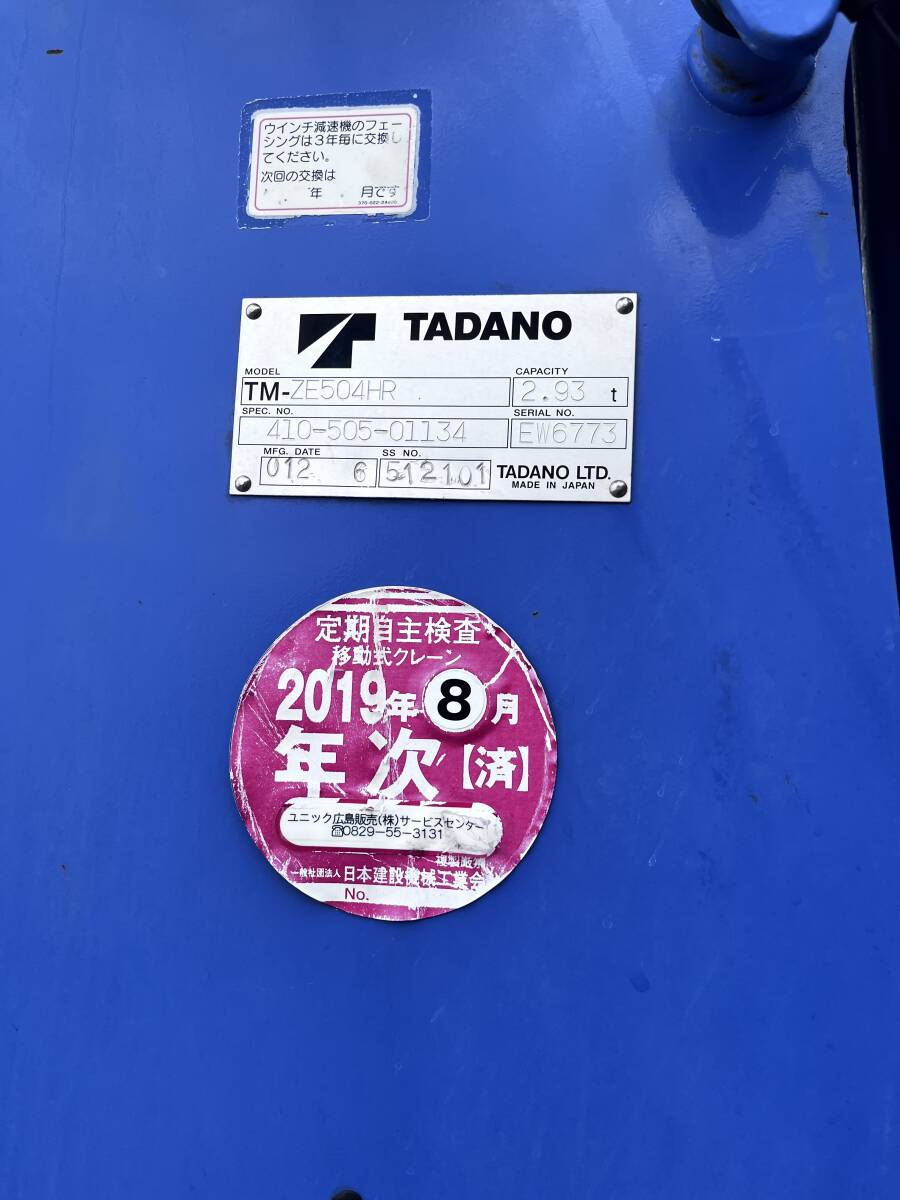 ウインチ減速機のフェー
シングは3年毎に交換し
てください。
次回の交換は
年 月です
TADANO
MODEL CAPACITY
TM-ZE504HR 2.93 t
SPEC. NO. SERIAL NO.
410-505-01134 EW6773
MFG. DATE SS NO.
012 6 512101 TADANO LTD.
MADE IN JAPAN
定期自主検査
移動式クレーン
2019年 8 月
年次【済】
ユニック広島販売(株)サービスセンター
☎0829-55-3131
複製厳禁
一般社団法人 日本建設機械工業会
No.